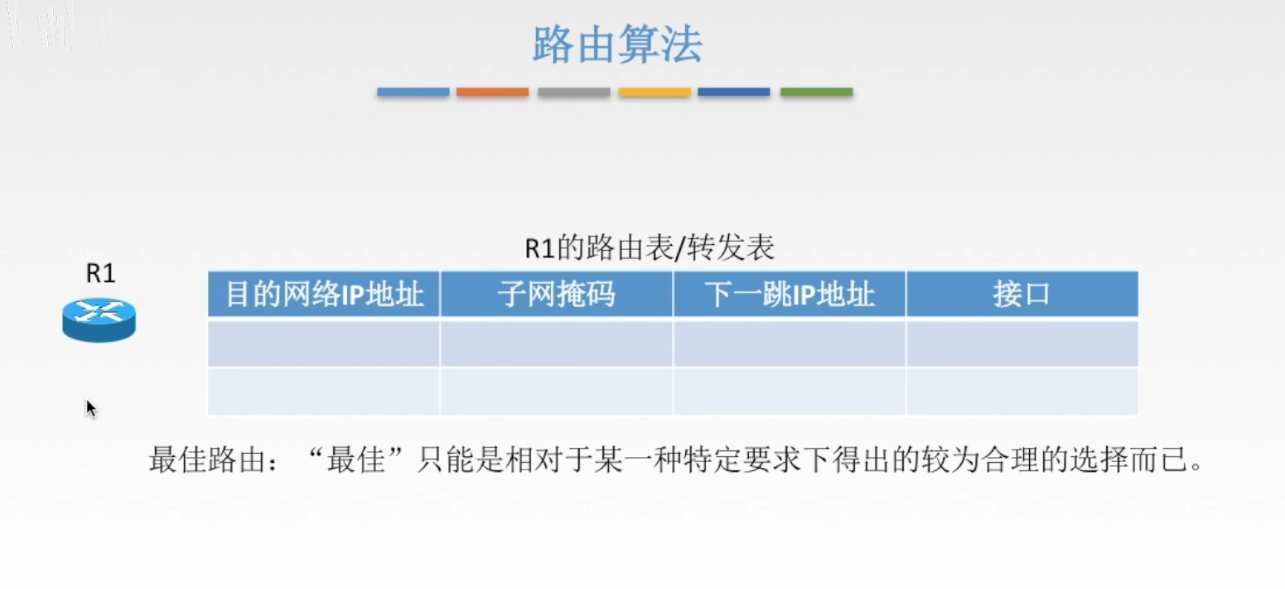 路由算法
R1的路由表/转发表
R1
目的网络IP地址 子网掩码 下一跳IP地址 接口
最佳路由：“最佳”只能是相对于某一种特定要求下得出的较为合理的选择而已。